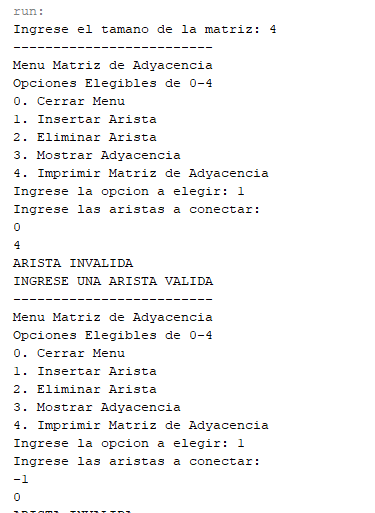 run:
Ingrese el tamano de la matriz: 4
-------------------------
Menu Matriz de Adyacencia
Opciones Elegibles de 0-4
0. Cerrar Menu
1. Insertar Arista
2. Eliminar Arista
3. Mostrar Adyacencia
4. Imprimir Matriz de Adyacencia
Ingrese la opcion a elegir: 1
Ingrese las aristas a conectar:
0
4
ARISTA INVALIDA
INGRESE UNA ARISTA VALIDA
-------------------------
Menu Matriz de Adyacencia
Opciones Elegibles de 0-4
0. Cerrar Menu
1. Insertar Arista
2. Eliminar Arista
3. Mostrar Adyacencia
4. Imprimir Matriz de Adyacencia
Ingrese la opcion a elegir: 1
Ingrese las aristas a conectar:
-1
0
ARISTA INVALIDA